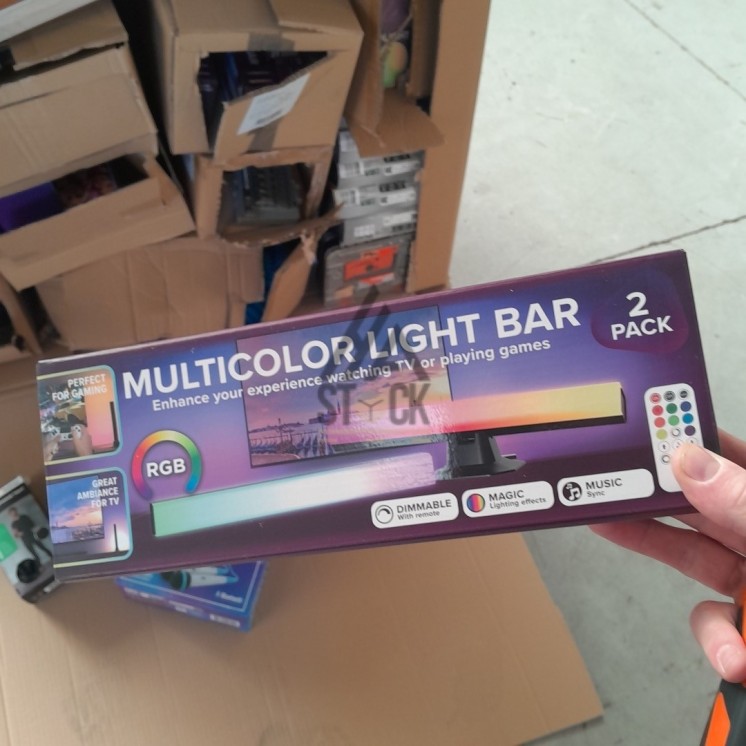 MULTICOLOR LIGHT BAR
Enhance your experience watching TV or playing games
2
PACK
PERFECT
FOR GAMING
GREAT
AMBIANCE
FOR TV
RGB
DIMMABLE
With remote
MAGIC
Lighting effects
MUSIC
Sync
STOCK